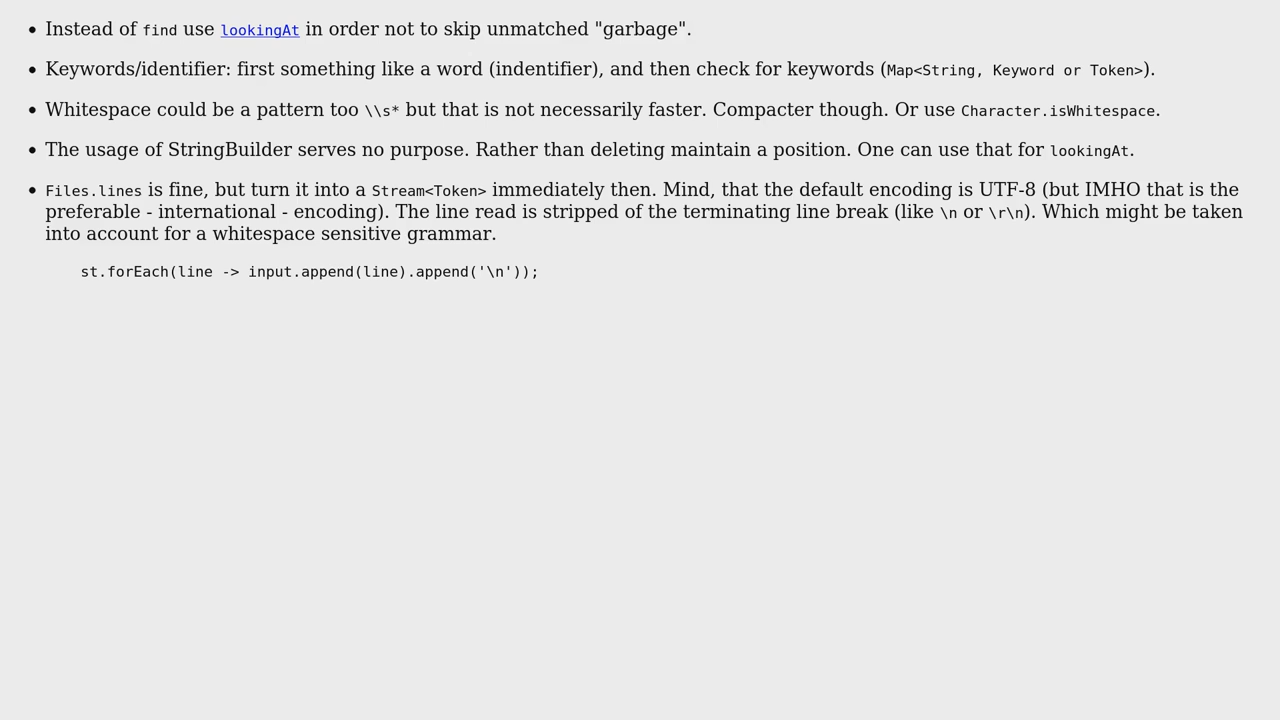 • Instead of find use lookingAt in order not to skip unmatched "garbage".
• Keywords/identifier: first something like a word (indentifier), and then check for keywords (Map<String, Keyword or Token>).
• Whitespace could be a pattern too \\s* but that is not necessarily faster. Compacter though. Or use Character.isWhitespace.
• The usage of StringBuilder serves no purpose. Rather than deleting maintain a position. One can use that for lookingAt.
• Files.lines is fine, but turn it into a Stream<Token> immediately then. Mind, that the default encoding is UTF-8 (but IMHO that is the
preferable - international - encoding). The line read is stripped of the terminating line break (like \n or \r\n). Which might be taken
into account for a whitespace sensitive grammar.
st.forEach(line -> input.append(line).append('\n'));